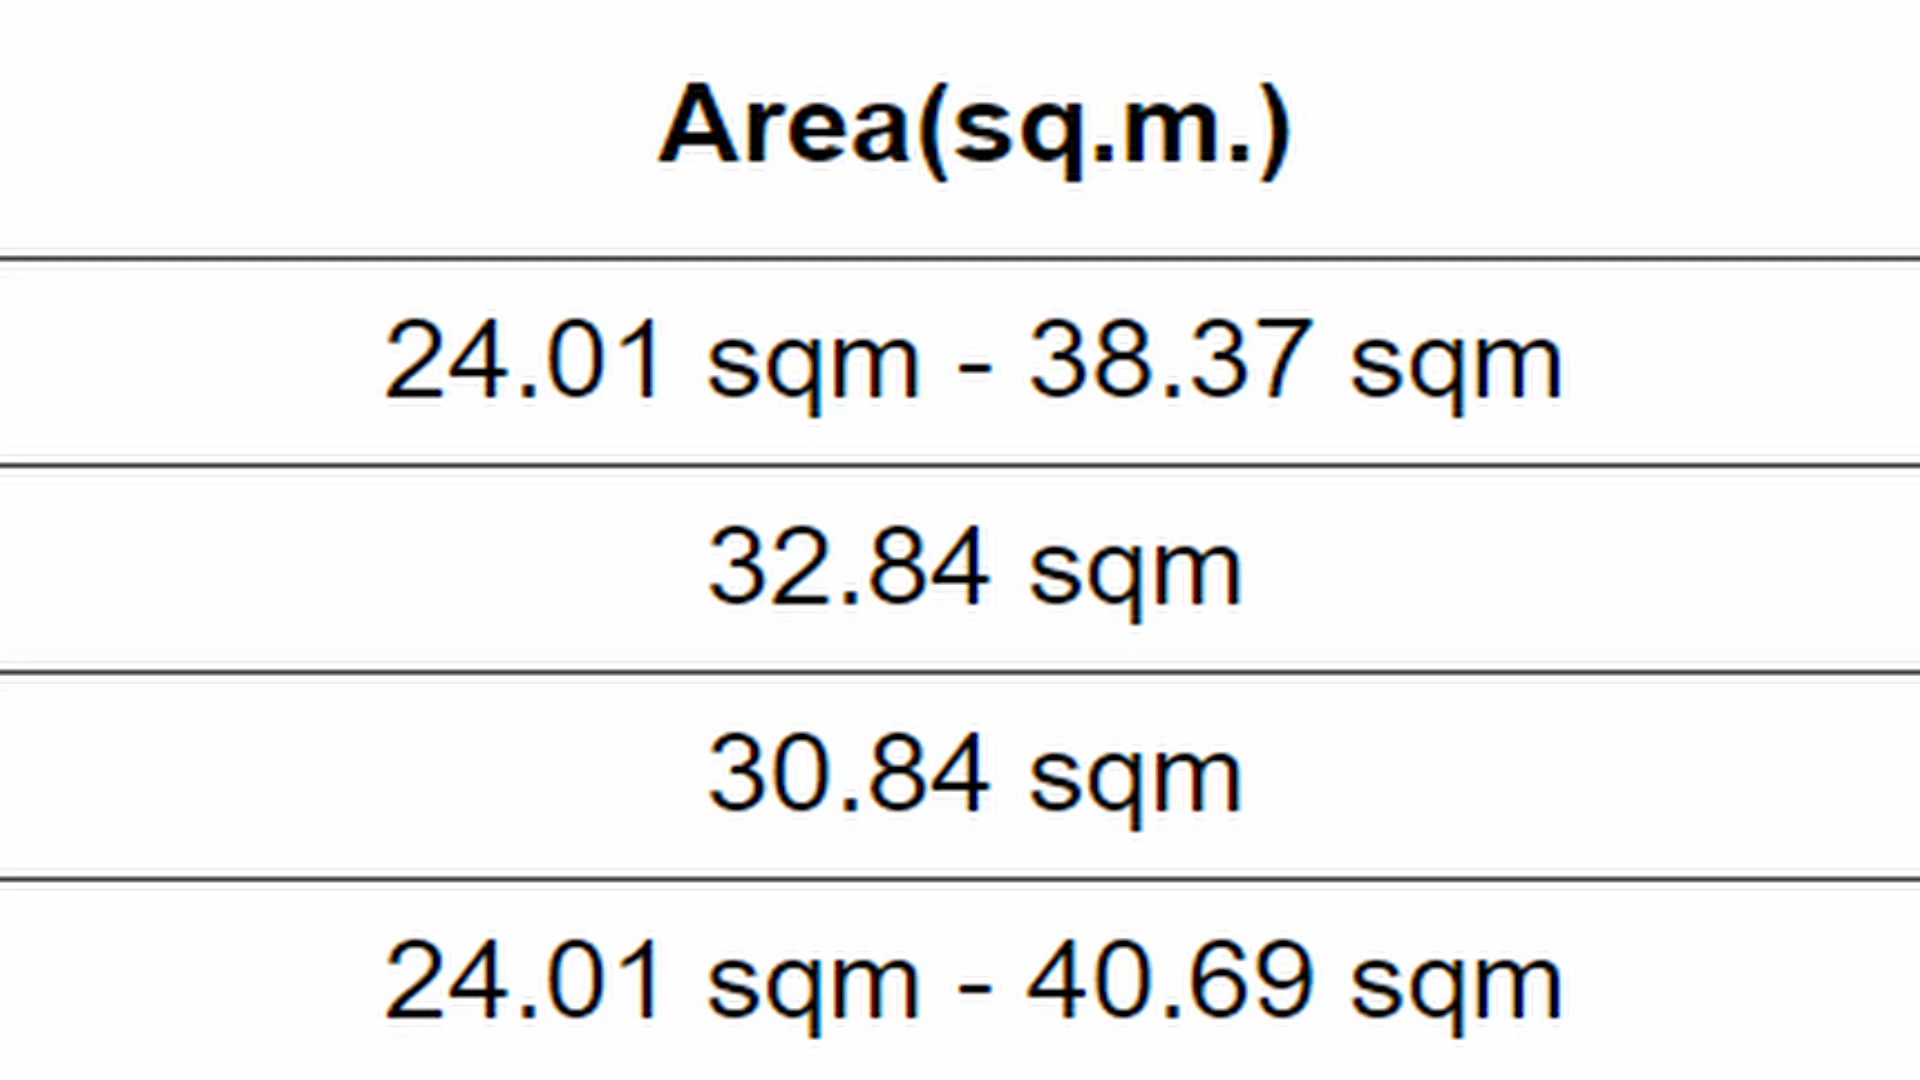 Area(sq.m.)
24.01 sqm - 38.37 sqm
32.84 sqm
30.84 sqm
24.01 sqm - 40.69 sqm